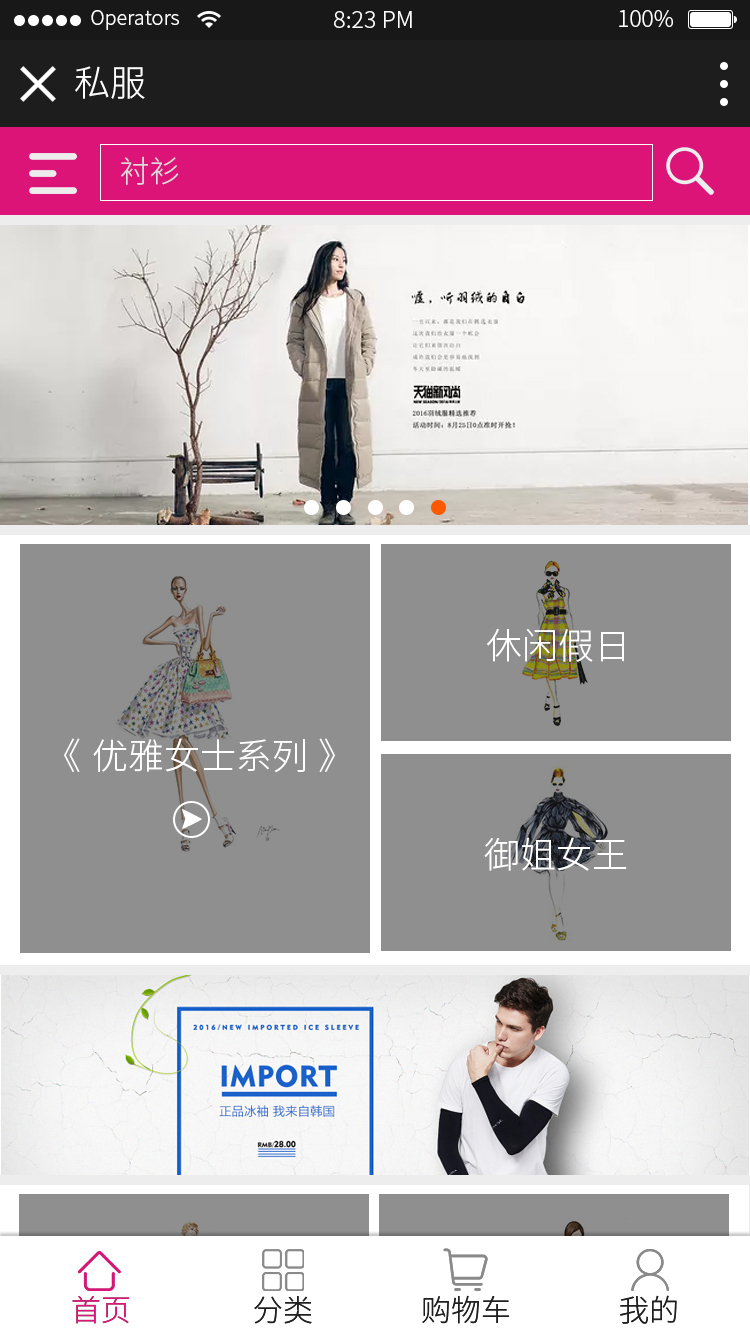 Operators
8:23 PM
100%
私服
衬衫
嘘，听羽绒的自白
天猫新风尚
2016羽绒服精选推荐
活动时间：8月25日0点准时开抢！
《 优雅女士系列 》
休闲假日
御姐女王
2016/NEW IMPORTED ICE SLEEVE
IMPORT
正品冰袖 我来自韩国
RMB/28.00
首页
分类
购物车
我的